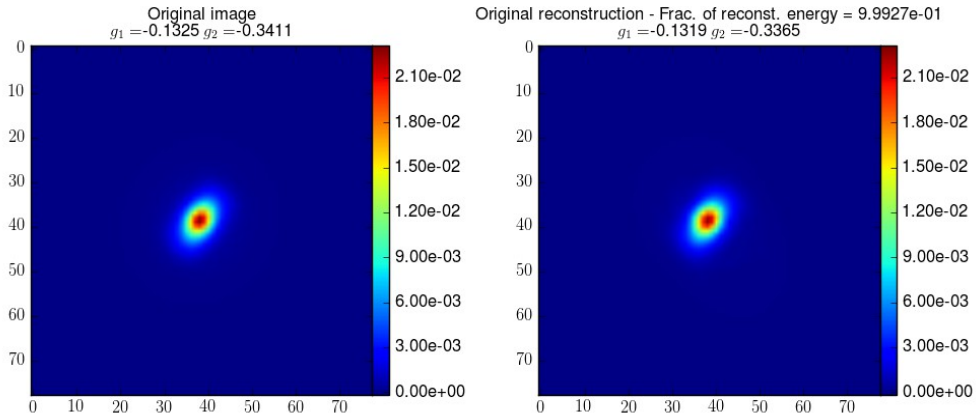 Original image
g₁ =-0.1325 g₂ =-0.3411
0
10
20
30
40
50
60
70
0 10 20 30 40 50 60 70
2.10e-02
1.80e-02
1.50e-02
1.20e-02
9.00e-03
6.00e-03
3.00e-03
0.00e+00
Original reconstruction - Frac. of reconst. energy = 9.9927e-01
g₁ =-0.1319 g₂ =-0.3365
0
10
20
30
40
50
60
70
0 10 20 30 40 50 60 70
2.10e-02
1.80e-02
1.50e-02
1.20e-02
9.00e-03
6.00e-03
3.00e-03
0.00e+00